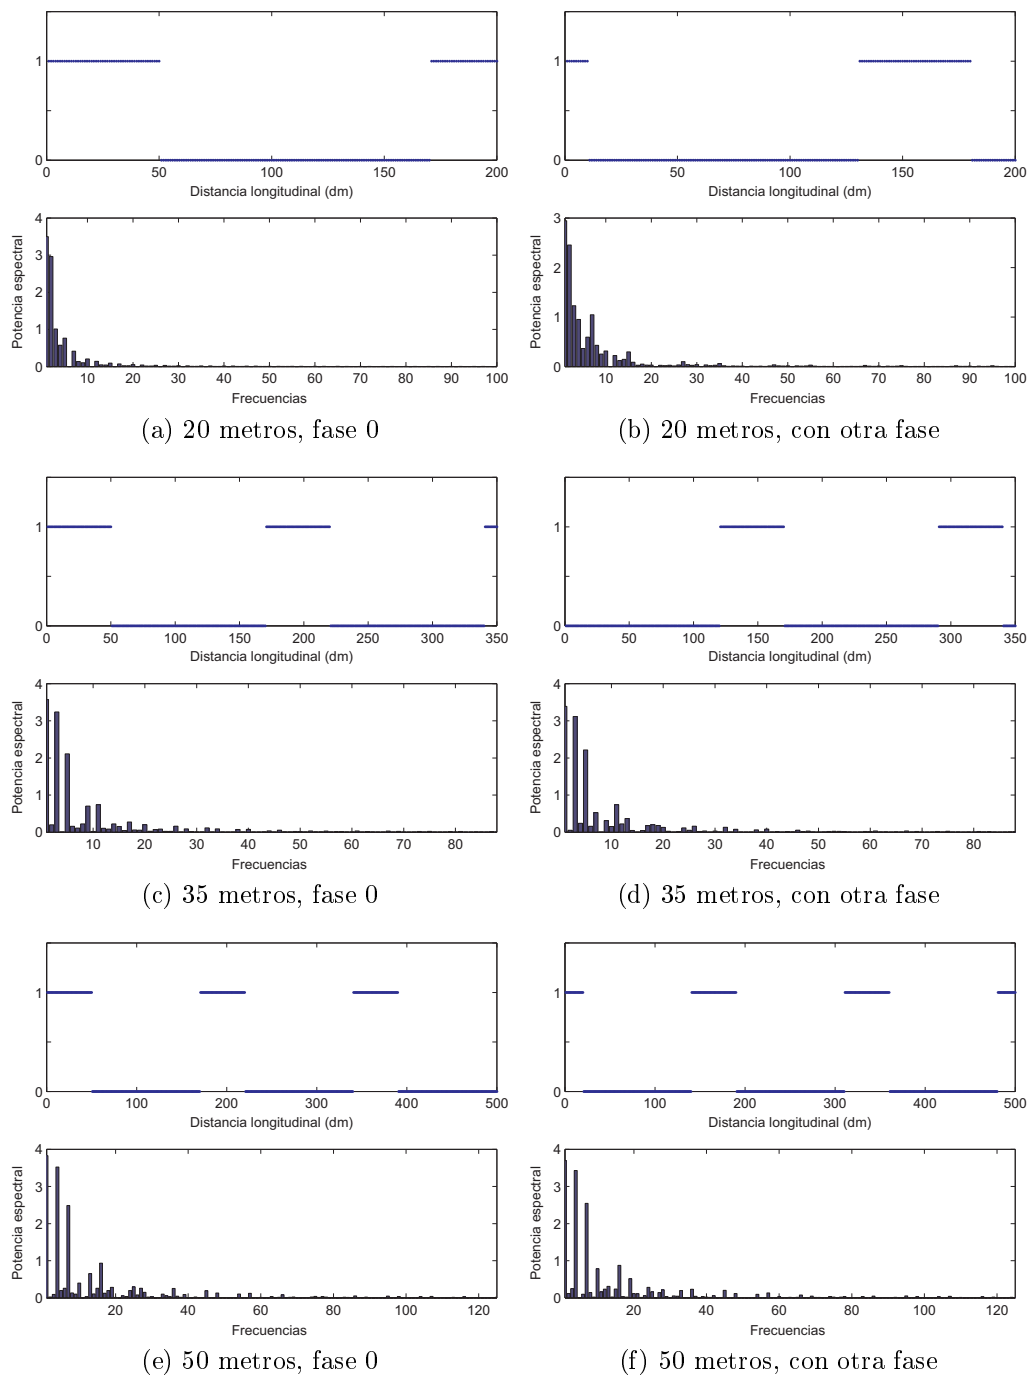 1
0
0 50 100 150 200
Distancia longitudinal (dm)
4
3
2
1
0
Potencia espectral
10 20 30 40 50 60 70 80 90 100
Frecuencias
(a) 20 metros, fase 0
1
0
0 50 100 150 200
Distancia longitudinal (dm)
3
2
1
0
Potencia espectral
10 20 30 40 50 60 70 80 90 100
Frecuencias
(b) 20 metros, con otra fase
1
0
0 50 100 150 200 250 300 350
Distancia longitudinal (dm)
4
3
2
1
0
Potencia espectral
10 20 30 40 50 60 70 80
Frecuencias
(c) 35 metros, fase 0
1
0
0 50 100 150 200 250 300 350
Distancia longitudinal (dm)
4
3
2
1
0
Potencia espectral
10 20 30 40 50 60 70 80
Frecuencias
(d) 35 metros, con otra fase
1
0
0 100 200 300 400 500
Distancia longitudinal (dm)
4
3
2
1
0
Potencia espectral
20 40 60 80 100 120
Frecuencias
(e) 50 metros, fase 0
1
0
0 100 200 300 400 500
Distancia longitudinal (dm)
4
3
2
1
0
Potencia espectral
20 40 60 80 100 120
Frecuencias
(f) 50 metros, con otra fase